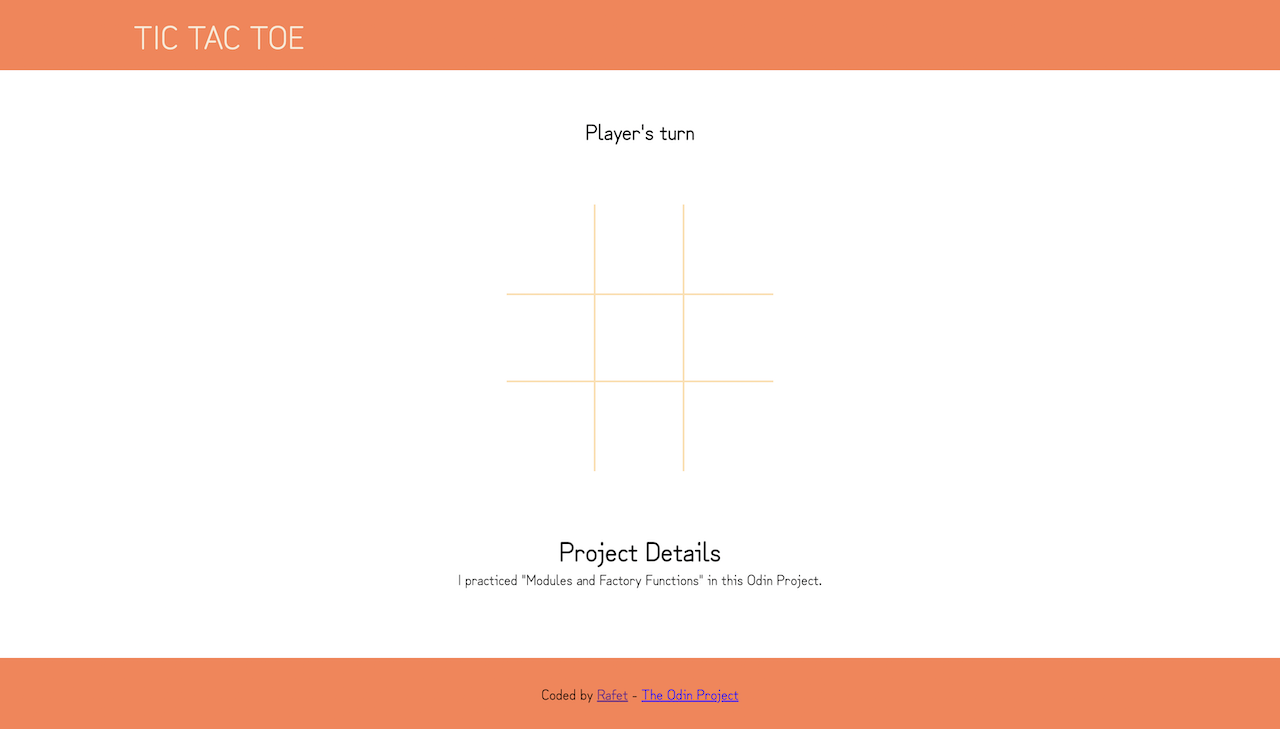 TIC TAC TOE
Player's turn
Project Details
I practiced "Modules and Factory Functions" in this Odin Project.
Coded by Rafet - The Odin Project